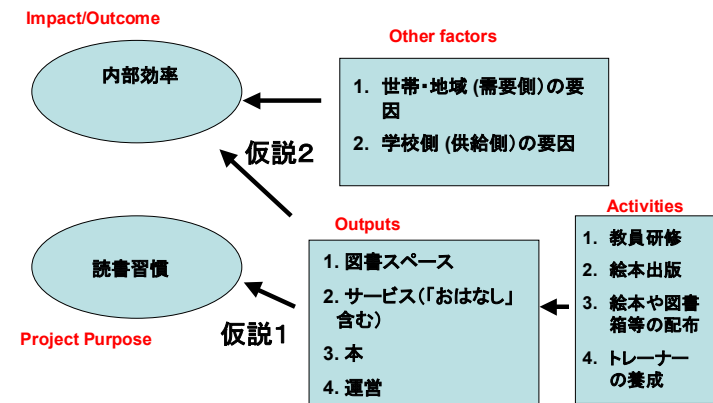 Impact/Outcome
内部効率
Other factors
1. 世帯・地域 (需要側)の要
因
2. 学校側 (供給側)の要因
仮説２
読書習慣
Project Purpose
仮説１
Outputs
1. 図書スペース
2. サービス(「おはなし」
含む)
3. 本
4. 運営
Activities
1. 教員研修
2. 絵本出版
3. 絵本や図書
箱等の配布
4. トレーナー
の養成